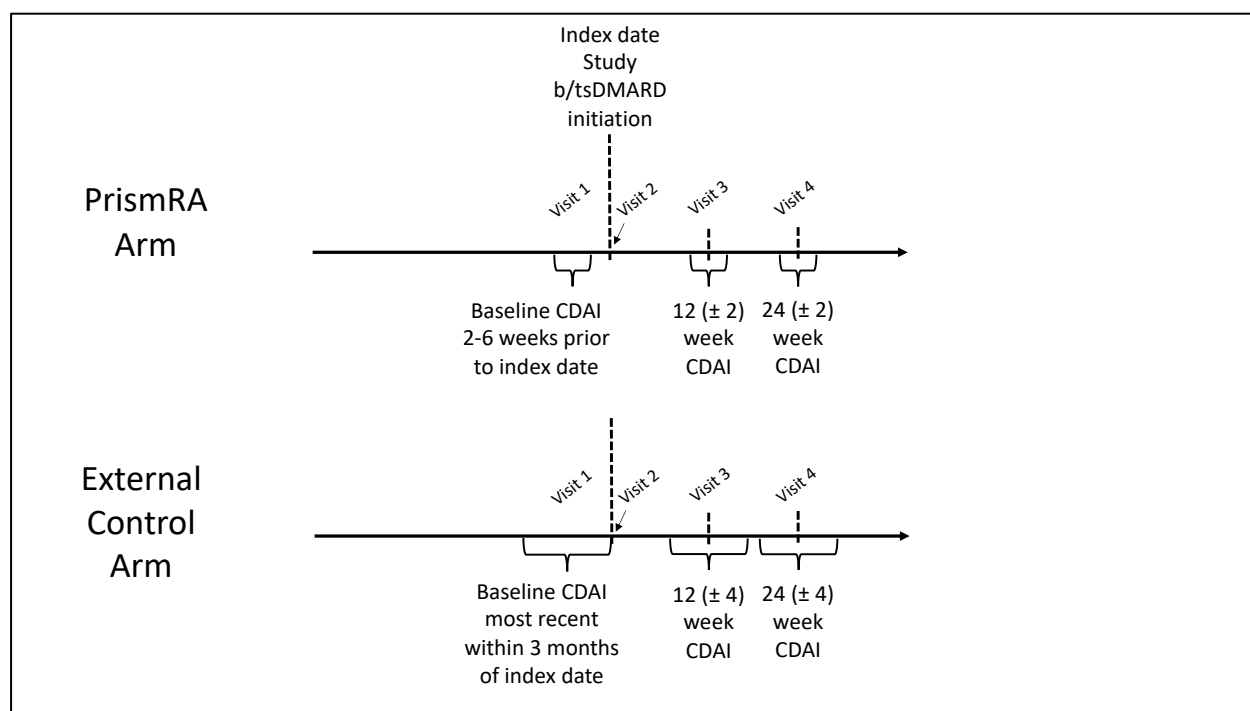 Index date
Study
b/tsDMARD
initiation
PrismRA
Arm
Visit 1
Visit 2
Visit 3
Visit 4
Baseline CDAI
2-6 weeks prior
to index date
12 (± 2)
week
CDAI
24 (± 2)
week
CDAI
External
Control
Arm
Visit 1
Visit 2
Visit 3
Visit 4
Baseline CDAI
most recent
within 3 months
of index date
12 (± 4)
week
CDAI
24 (± 4)
week
CDAI